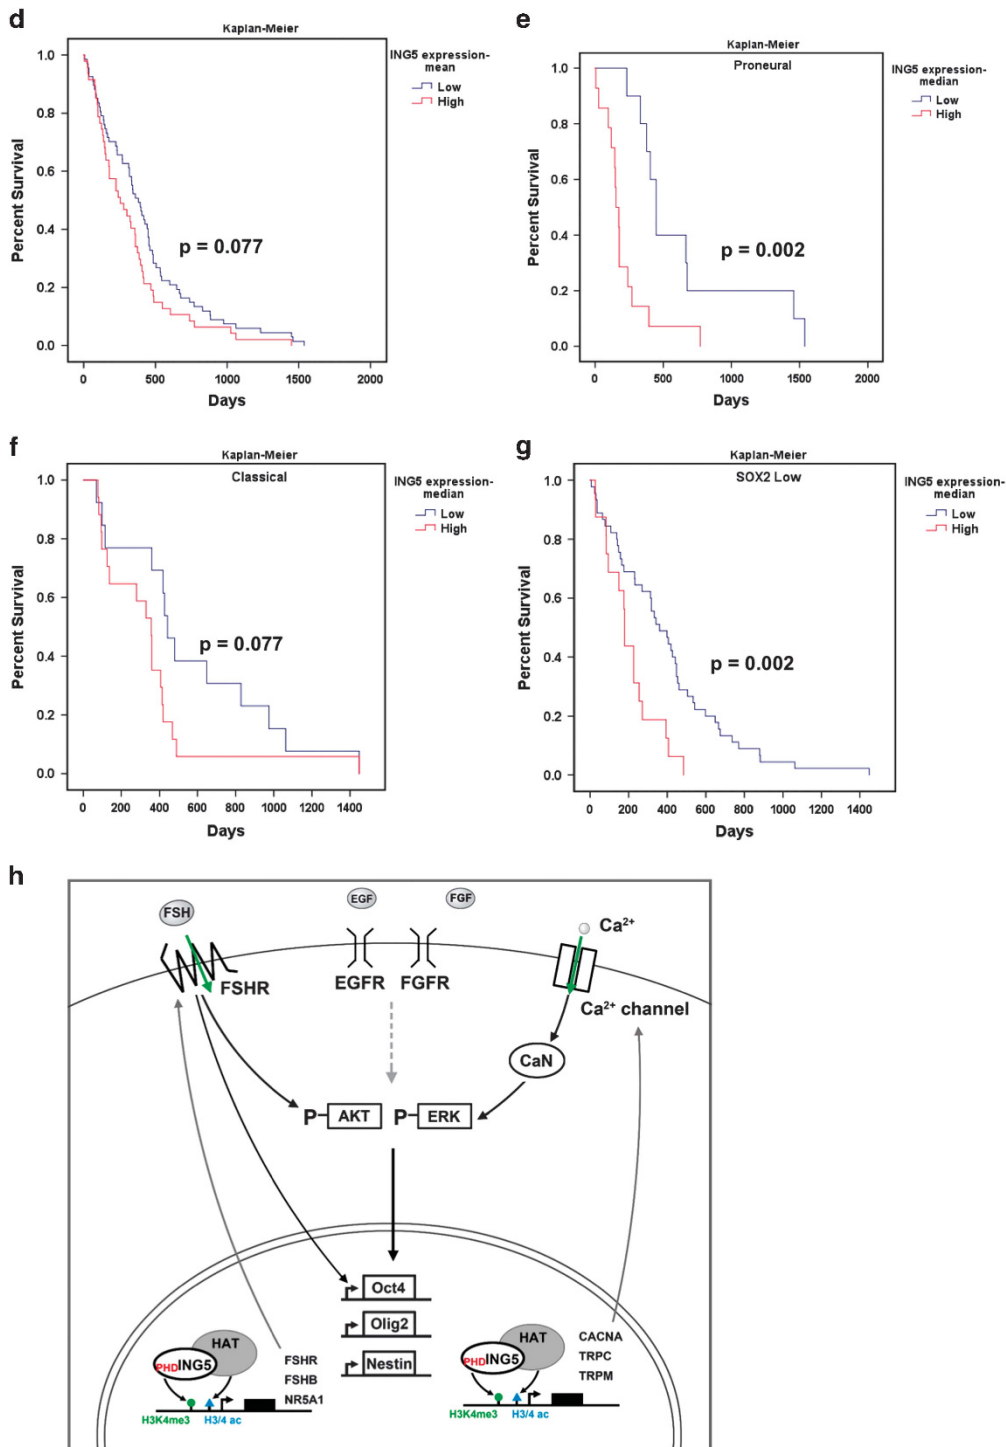 d
Kaplan-Meier
ING5 expression-
mean
Low
High
Percent Survival
1.0
0.8
0.6
0.4
0.2
0.0
p = 0.077
0 500 1000 1500 2000
Days
e
Kaplan-Meier
Proneural
ING5 expression-
median
Low
High
Percent Survival
1.0
0.8
0.6
0.4
0.2
0.0
p = 0.002
0 500 1000 1500 2000
Days
f
Kaplan-Meier
Classical
ING5 expression-
median
Low
High
Percent Survival
1.0
0.8
0.6
0.4
0.2
0.0
p = 0.077
0 200 400 600 800 1000 1200 1400
Days
g
Kaplan-Meier
SOX2 Low
ING5 expression-
median
Low
High
Percent Survival
1.0
0.8
0.6
0.4
0.2
0.0
p = 0.002
0 200 400 600 800 1000 1200 1400
Days
h
FSH
EGF
FGF
Ca²⁺
FSHR
EGFR
FGFR
Ca²⁺ channel
CaN
P AKT
P ERK
Oct4
Olig2
Nestin
HAT
PHD ING5
FSHR
FSHB
NR5A1
H3K4me3
H3/4 ac
HAT
PHD ING5
CACNA
TRPC
TRPM
H3K4me3
H3/4 ac